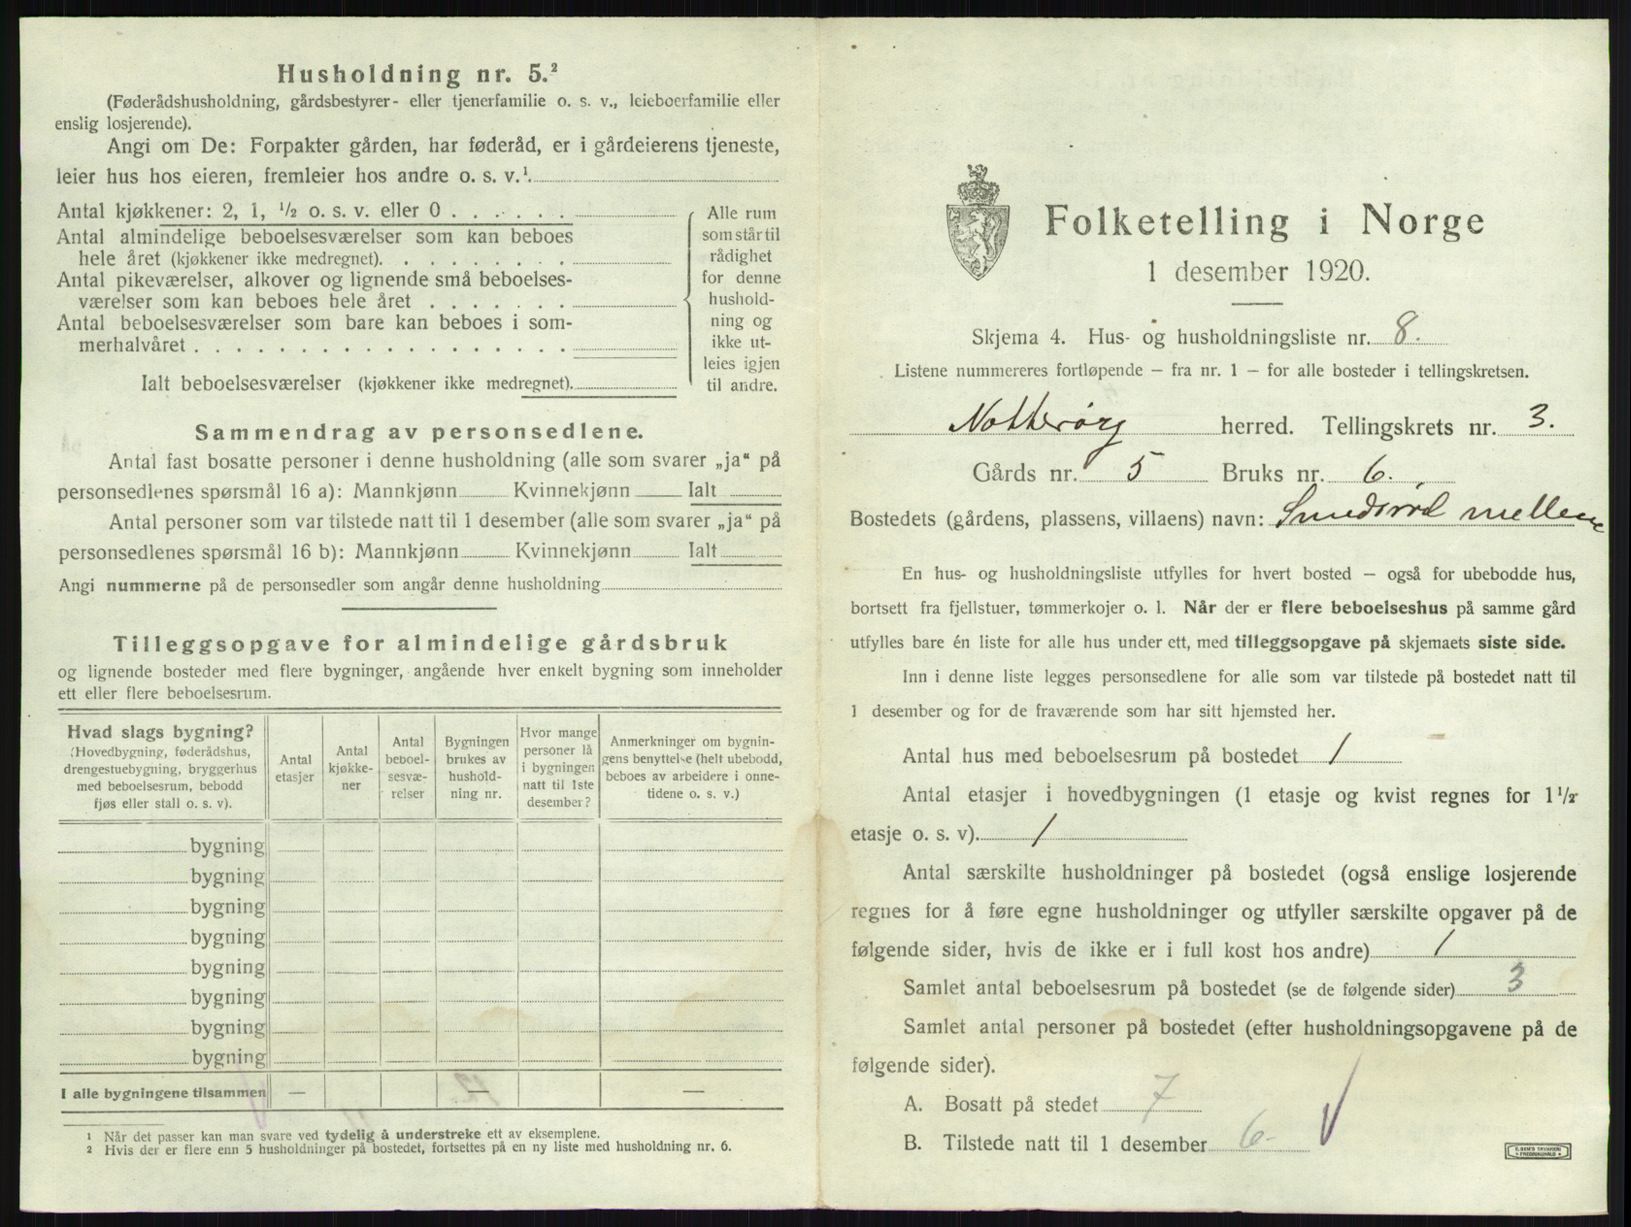 Husholdning nr. 5.²
(Føderådshusholdning, gårdsbestyrer- eller tjenerfamilie o. s. v., leieboerfamilie eller
enslig losjerende).
Angi om De: Forpakter gården, har føderåd, er i gårdeierens tjeneste,
leier hus hos eieren, fremleier hos andre o. s. v.¹.
Antal kjøkkener: 2, 1, ½ o. s. v. eller 0 . . . . . .
Antal almindelige beboelsesværelser som kan beboes
hele året (kjøkkener ikke medregnet). . . . . . . . .
Antal pikeværelser, alkover og lignende små beboelses-
værelser som kan beboes hele året . . . . . . .
Antal beboelsesværelser som bare kan beboes i som-
merhalvåret . . . . . . . . . . . . . . . . . .
Ialt beboelsesværelser (kjøkkener ikke medregnet).
Alle rum
som står til
rådighet
for denne
hushold-
ning og
ikke ut-
leies igjen
til andre.
Sammendrag av personsedlene.
Antal fast bosatte personer i denne husholdning (alle som svarer „ja“ på
personsedlenes spørsmål 16 a): Mannkjønn Kvinnekjønn Ialt
Antal personer som var tilstede natt til 1 desember (alle som svarer „ja“ på
personsedlenes spørsmål 16 b): Mannkjønn Kvinnekjønn Ialt
Angi nummerne på de personsedler som angår denne husholdning
Tilleggsopgave for almindelige gårdsbruk
og lignende bosteder med flere bygninger, angående hver enkelt bygning som inneholder
ett eller flere beboelsesrum.
Hvad slags bygning?
(Hovedbygning, føderådshus,
drengestuebygning, bryggerhus
med beboelsesrum, bebodd
fjøs eller stall o. s. v).
Antal
etasjer
Antal
kjøkke-
ner
Antal
beboel-
sesvæ-
relser
Bygningen
brukes av
hushold-
ning nr.
Hvor mange
personer lå
i bygningen
natt til 1ste
desember?
Anmerkninger om bygnin-
gens benyttelse (helt ubebodd,
beboes av arbeidere i onne-
tidene o. s. v.)
bygning
bygning
bygning
bygning
bygning
bygning
bygning
bygning
I alle bygningene tilsammen — — —
¹ Når det passer kan man svare ved tydelig å understreke ett av eksemplene.
² Hvis der er flere enn 5 husholdninger på bostedet, fortsettes på en ny liste med husholdning nr. 6.
Folketelling i Norge
1 desember 1920.
Skjema 4. Hus- og husholdningsliste nr. 8.
Listene nummereres fortløpende — fra nr. 1 — for alle bosteder i tellingskretsen.
Nøtterøy herred. Tellingskrets nr. 3.
Gårds nr. 5 Bruks nr. 6.
Bostedets (gårdens, plassens, villaens) navn: Smidsrød mellem
En hus- og husholdningsliste utfylles for hvert bosted — også for ubebodde hus,
bortsett fra fjellstuer, tømmerkojer o. l. Når der er flere beboelseshus på samme gård
utfylles bare én liste for alle hus under ett, med tilleggsopgave på skjemaets siste side.
Inn i denne liste legges personsedlene for alle som var tilstede på bostedet natt til
1 desember og for de fraværende som har sitt hjemsted her.
Antal hus med beboelsesrum på bostedet 1
Antal etasjer i hovedbygningen (1 etasje og kvist regnes for 1½
etasje o. s. v). 1
Antal særskilte husholdninger på bostedet (også enslige losjerende
regnes for å føre egne husholdninger og utfyller særskilte opgaver på de
følgende sider, hvis de ikke er i full kost hos andre) 1
Samlet antal beboelsesrum på bostedet (se de følgende sider) 3
Samlet antal personer på bostedet (efter husholdningsopgavene på de
følgende sider).
A. Bosatt på stedet 7
B. Tilstede natt til 1 desember 6